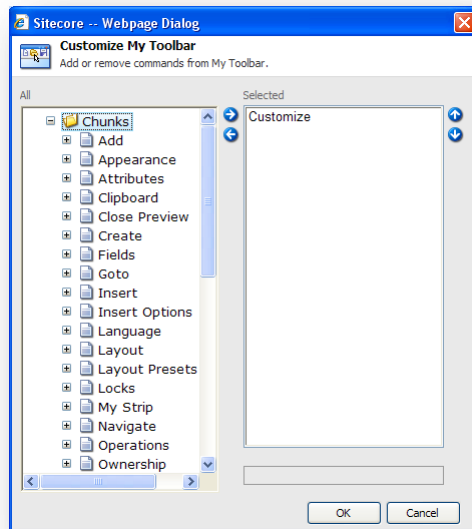 Sitecore -- Webpage Dialog
Customize My Toolbar
Add or remove commands from My Toolbar.
All
Selected
Chunks
Add
Appearance
Attributes
Clipboard
Close Preview
Create
Fields
Goto
Insert
Insert Options
Language
Layout
Layout Presets
Locks
My Strip
Navigate
Operations
Ownership
Customize
OK
Cancel